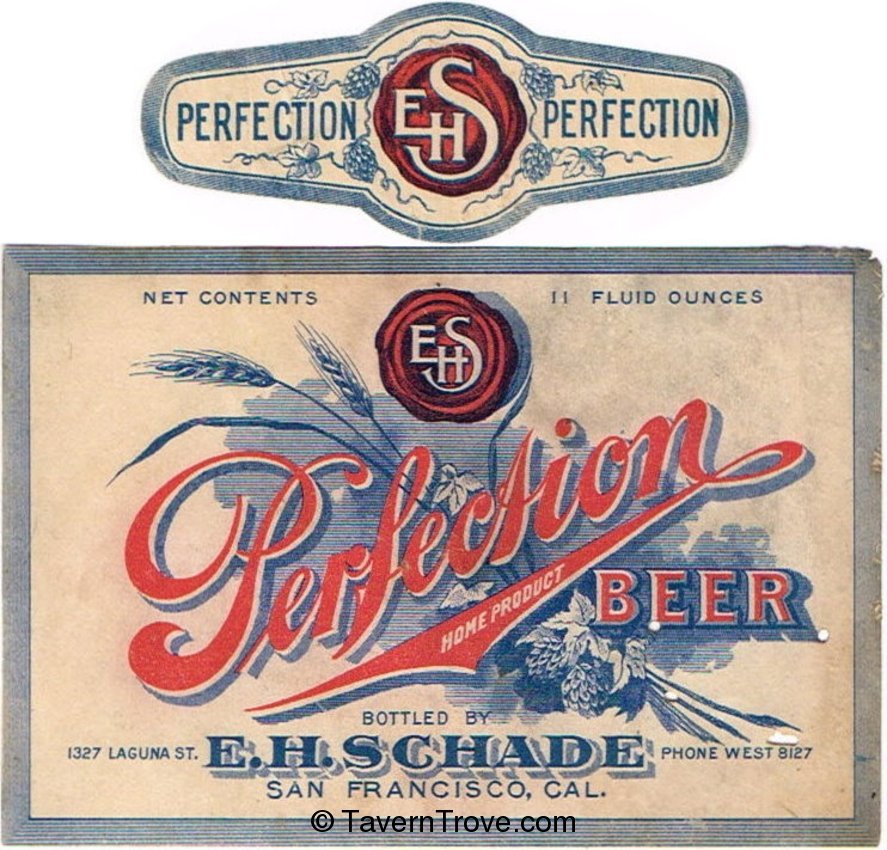 PERFECTION EHS PERFECTION
NET CONTENTS 11 FLUID OUNCES
EHS
Perfection
HOME PRODUCT
BEER
BOTTLED BY
1327 LAGUNA ST. E.H. SCHADE PHONE WEST 8127
SAN FRANCISCO, CAL.
© TavernTrove.com